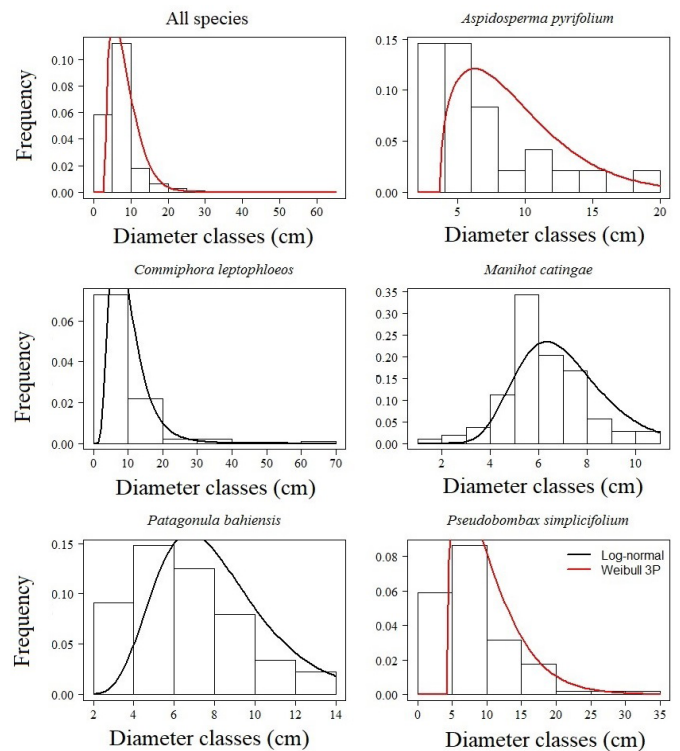 All species
Aspidosperma pyrifolium
Frequency
0.10
0.08
0.06
0.04
0.02
0.00
0 10 20 30 40 50 60
Diameter classes (cm)
0.15
0.10
0.05
0.00
5 10 15 20
Diameter classes (cm)
Commiphora leptophloeos
Manihot catingae
Frequency
0.06
0.04
0.02
0.00
0 10 20 30 40 50 60 70
Diameter classes (cm)
0.35
0.30
0.25
0.20
0.15
0.10
0.05
0.00
2 4 6 8 10
Diameter classes (cm)
Patagonula bahiensis
Pseudobombax simplicifolium
Frequency
0.15
0.10
0.05
0.00
2 4 6 8 10 12 14
Diameter classes (cm)
0.08
0.06
0.04
0.02
0.00
Log-normal
Weibull 3P
0 5 10 15 20 25 30 35
Diameter classes (cm)